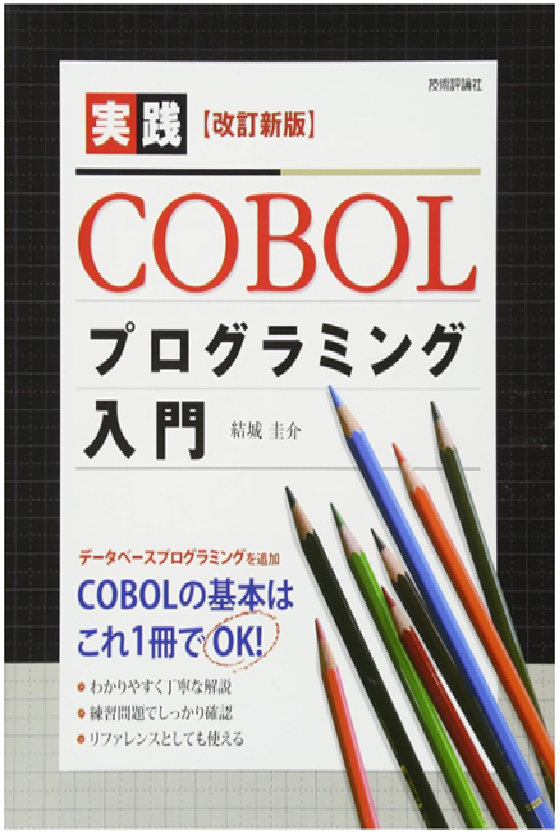 技術評論社
実践【改訂新版】
COBOL
プログラミング
入門 結城 圭介
データベースプログラミングを追加
COBOLの基本は
これ1冊でOK!
わかりやすく丁寧な解説
練習問題でしっかり確認
リファレンスとしても使える